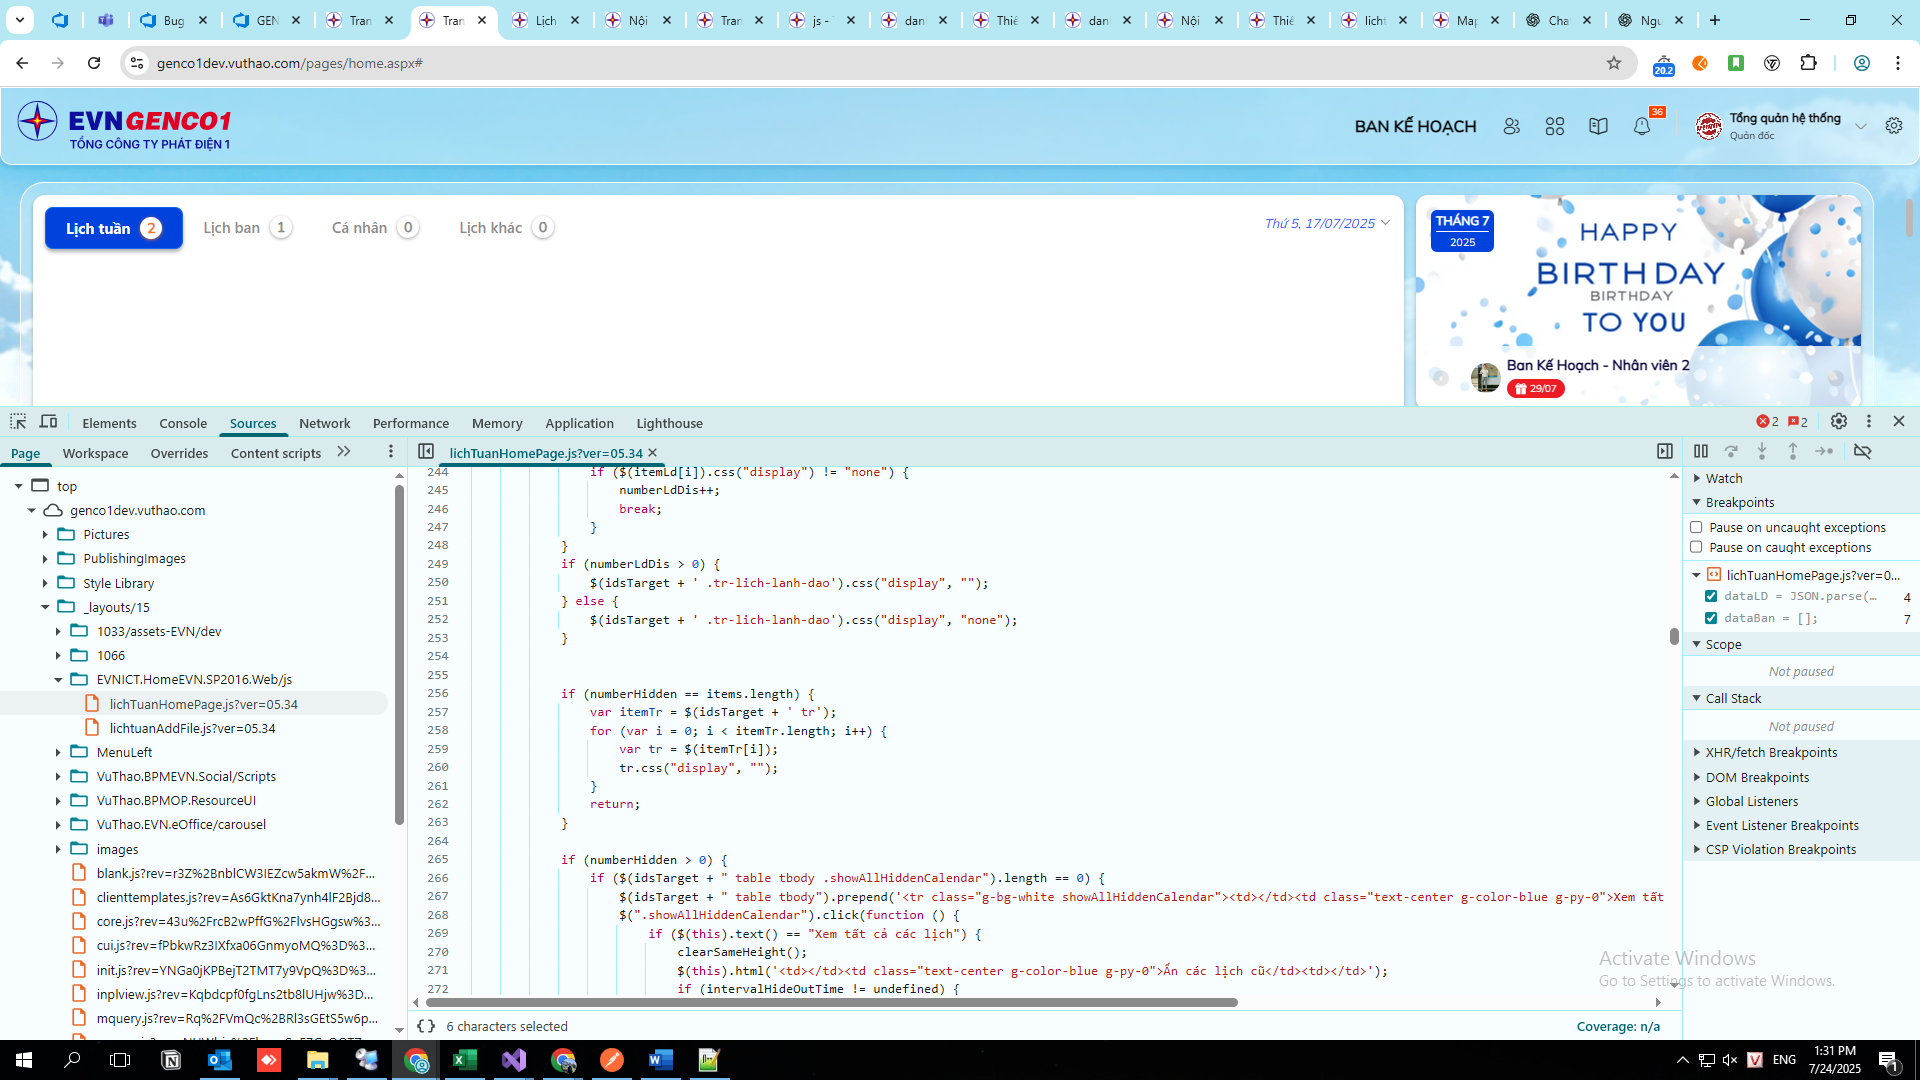 Bug
GEN
Tran
Tran
Lịch
Nội
Tran
js - T
danh
Thiế
danh
Nội
Thiế
licht
Map
Cha
Ngu
genco1dev.vuthao.com/pages/home.aspx#
20.2
EVNGENCO1
TỔNG CÔNG TY PHÁT ĐIỆN 1
BAN KẾ HOẠCH
36
Tổng quản hệ thống
Quản đốc
Lịch tuần 2
Lịch ban 1
Cá nhân 0
Lịch khác 0
Thứ 5, 17/07/2025
THÁNG 7
2025
HAPPY
BIRTHDAY
BIRTHDAY
TO YOU
Ban Kế Hoạch - Nhân viên 2
29/07
Elements
Console
Sources
Network
Performance
Memory
Application
Lighthouse
2
2
Page
Workspace
Overrides
Content scripts
lichTuanHomePage.js?ver=05.34
top
genco1dev.vuthao.com
Pictures
PublishingImages
Style Library
_layouts/15
1033/assets-EVN/dev
1066
EVNICT.HomeEVN.SP2016.Web/js
lichTuanHomePage.js?ver=05.34
lichtuanAddFile.js?ver=05.34
MenuLeft
VuThao.BPMEVN.Social/Scripts
VuThao.BPMOP.ResourceUI
VuThao.EVN.eOffice/carousel
images
blank.js?rev=r3Z%2BnblCW3IEZcw5akmW%2F...
clienttemplates.js?rev=As6GktKna7ynh4lF2Bjd8...
core.js?rev=43u%2FrcB2wPffG%2FlvsHGgsw%3...
cui.js?rev=fPbkwRz3IXfxa06GnmyoMQ%3D%3...
init.js?rev=YNGa0jKPBejT2TMT7y9VpQ%3D%3...
inplview.js?rev=Kqbdcpf0fgLns2tb8lUHjw%3D...
mquery.js?rev=Rq%2FVmQc%2BRl3sGEtS5w6p...
244 if ($(itemLd[i]).css("display") != "none") {
245 numberLdDis++;
246 break;
247 }
248 }
249 if (numberLdDis > 0) {
250 $(idsTarget + ' .tr-lich-lanh-dao').css("display", "");
251 } else {
252 $(idsTarget + ' .tr-lich-lanh-dao').css("display", "none");
253 }
254
255
256 if (numberHidden == items.length) {
257 var itemTr = $(idsTarget + ' tr');
258 for (var i = 0; i < itemTr.length; i++) {
259 var tr = $(itemTr[i]);
260 tr.css("display", "");
261 }
262 return;
263 }
264
265 if (numberHidden > 0) {
266 if ($(idsTarget + " table tbody .showAllHiddenCalendar").length == 0) {
267 $(idsTarget + " table tbody").prepend('<tr class="g-bg-white showAllHiddenCalendar"><td></td><td class="text-center g-color-blue g-py-0">Xem tất
268 $(".showAllHiddenCalendar").click(function () {
269 if ($(this).text() == "Xem tất cả các lịch") {
270 clearSameHeight();
271 $(this).html('<td></td><td class="text-center g-color-blue g-py-0">Ẩn các lịch cũ</td><td></td>');
272 if (intervalHideOutTime != undefined) {
6 characters selected
Coverage: n/a
Watch
Breakpoints
Pause on uncaught exceptions
Pause on caught exceptions
lichTuanHomePage.js?ver=0...
dataLD = JSON.parse(… 4
dataBan = []; 7
Scope
Not paused
Call Stack
Not paused
XHR/fetch Breakpoints
DOM Breakpoints
Global Listeners
Event Listener Breakpoints
CSP Violation Breakpoints
Activate Windows
Go to Settings to activate Windows.
ENG
1:31 PM
7/24/2025
1